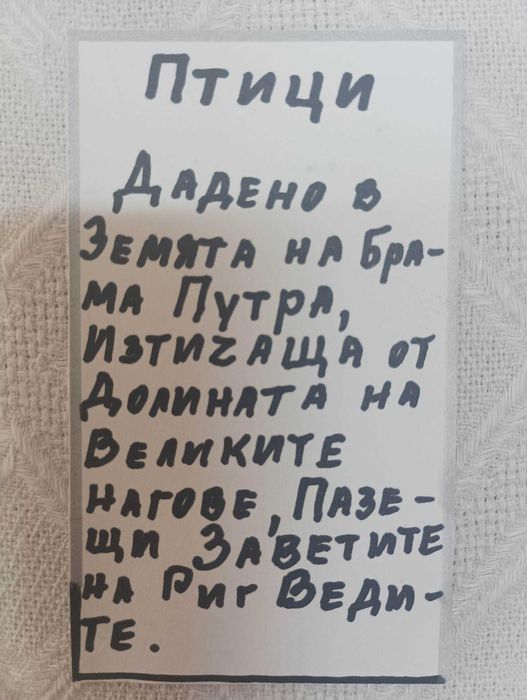 Птици
Дадено в
Земята на Бра-
ма Путра,
Изтичаща от
Долината на
Великите
нагове, Пазе-
щи Заветите
на Риг Веди-
те.